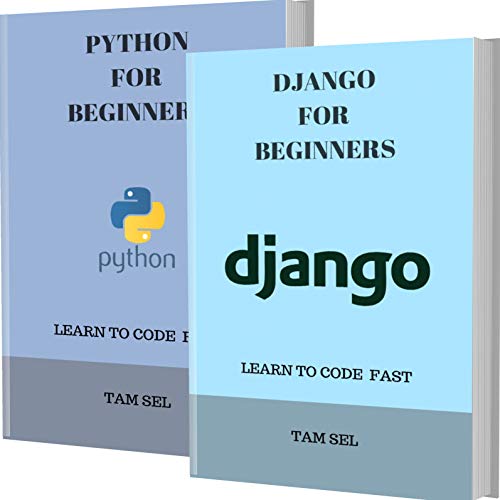 PYTHON
FOR
BEGINNER
python
LEARN TO CODE
TAM SEL
DJANGO
FOR
BEGINNERS
django
LEARN TO CODE FAST
TAM SEL